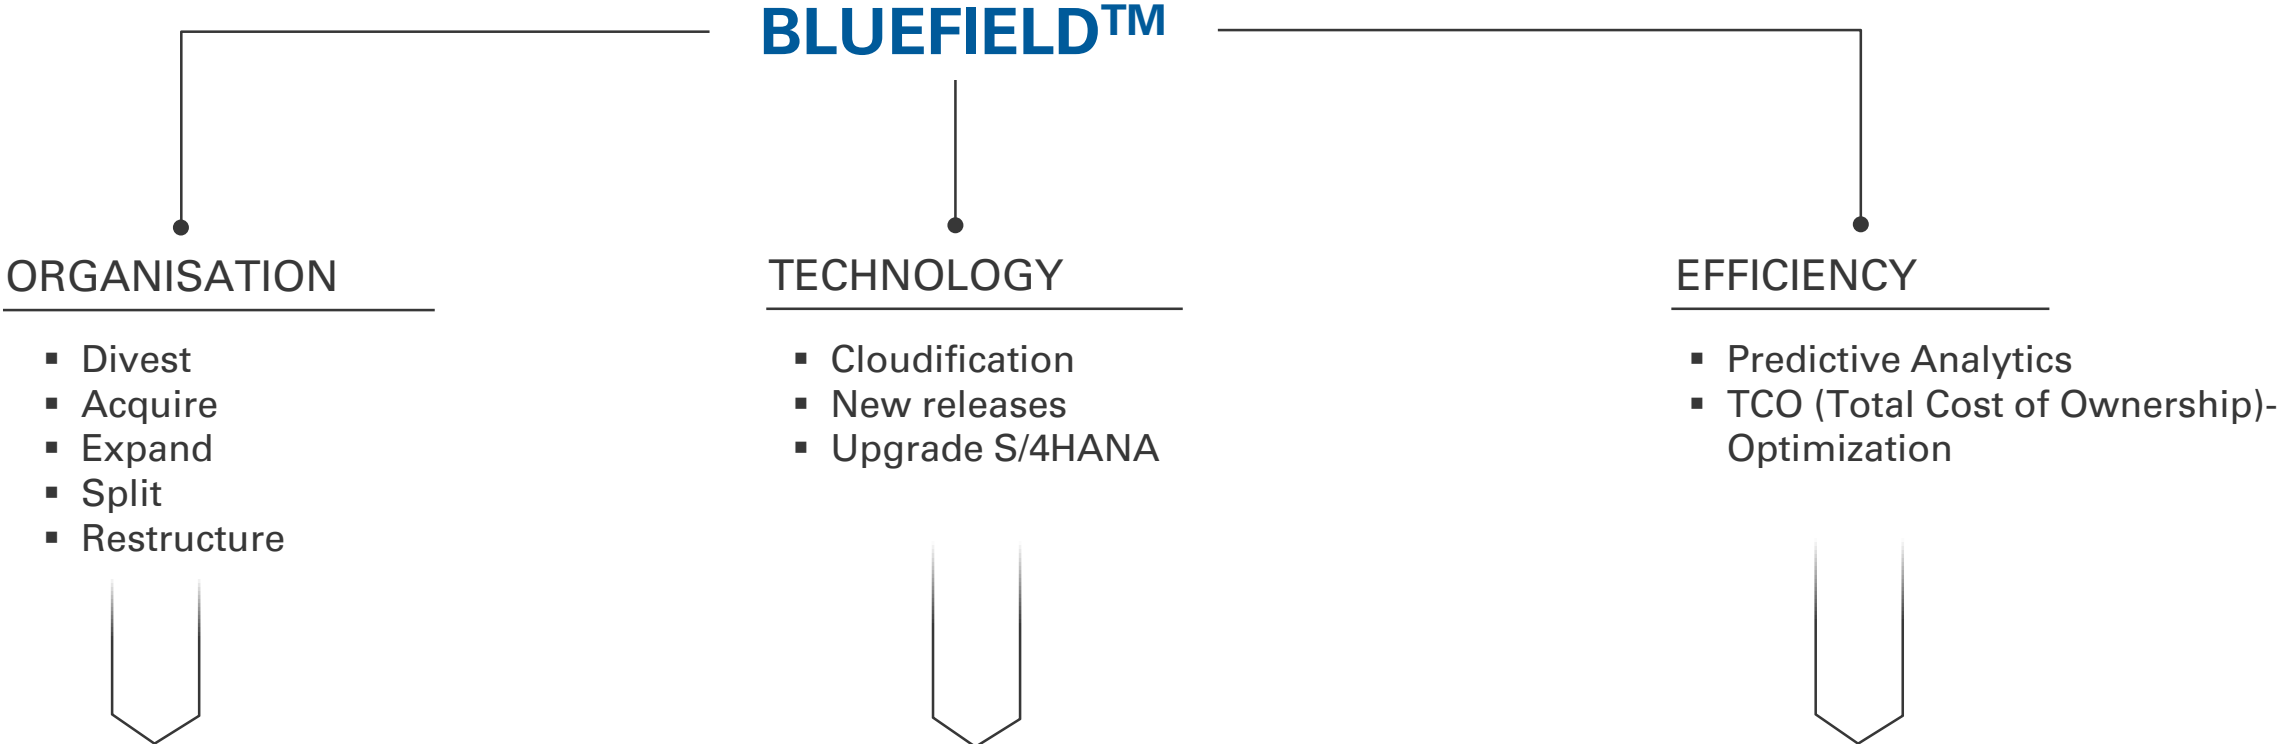 BLUEFIELD™
ORGANISATION
▪ Divest
▪ Acquire
▪ Expand
▪ Split
▪ Restructure
TECHNOLOGY
▪ Cloudification
▪ New releases
▪ Upgrade S/4HANA
EFFICIENCY
▪ Predictive Analytics
▪ TCO (Total Cost of Ownership)-
Optimization